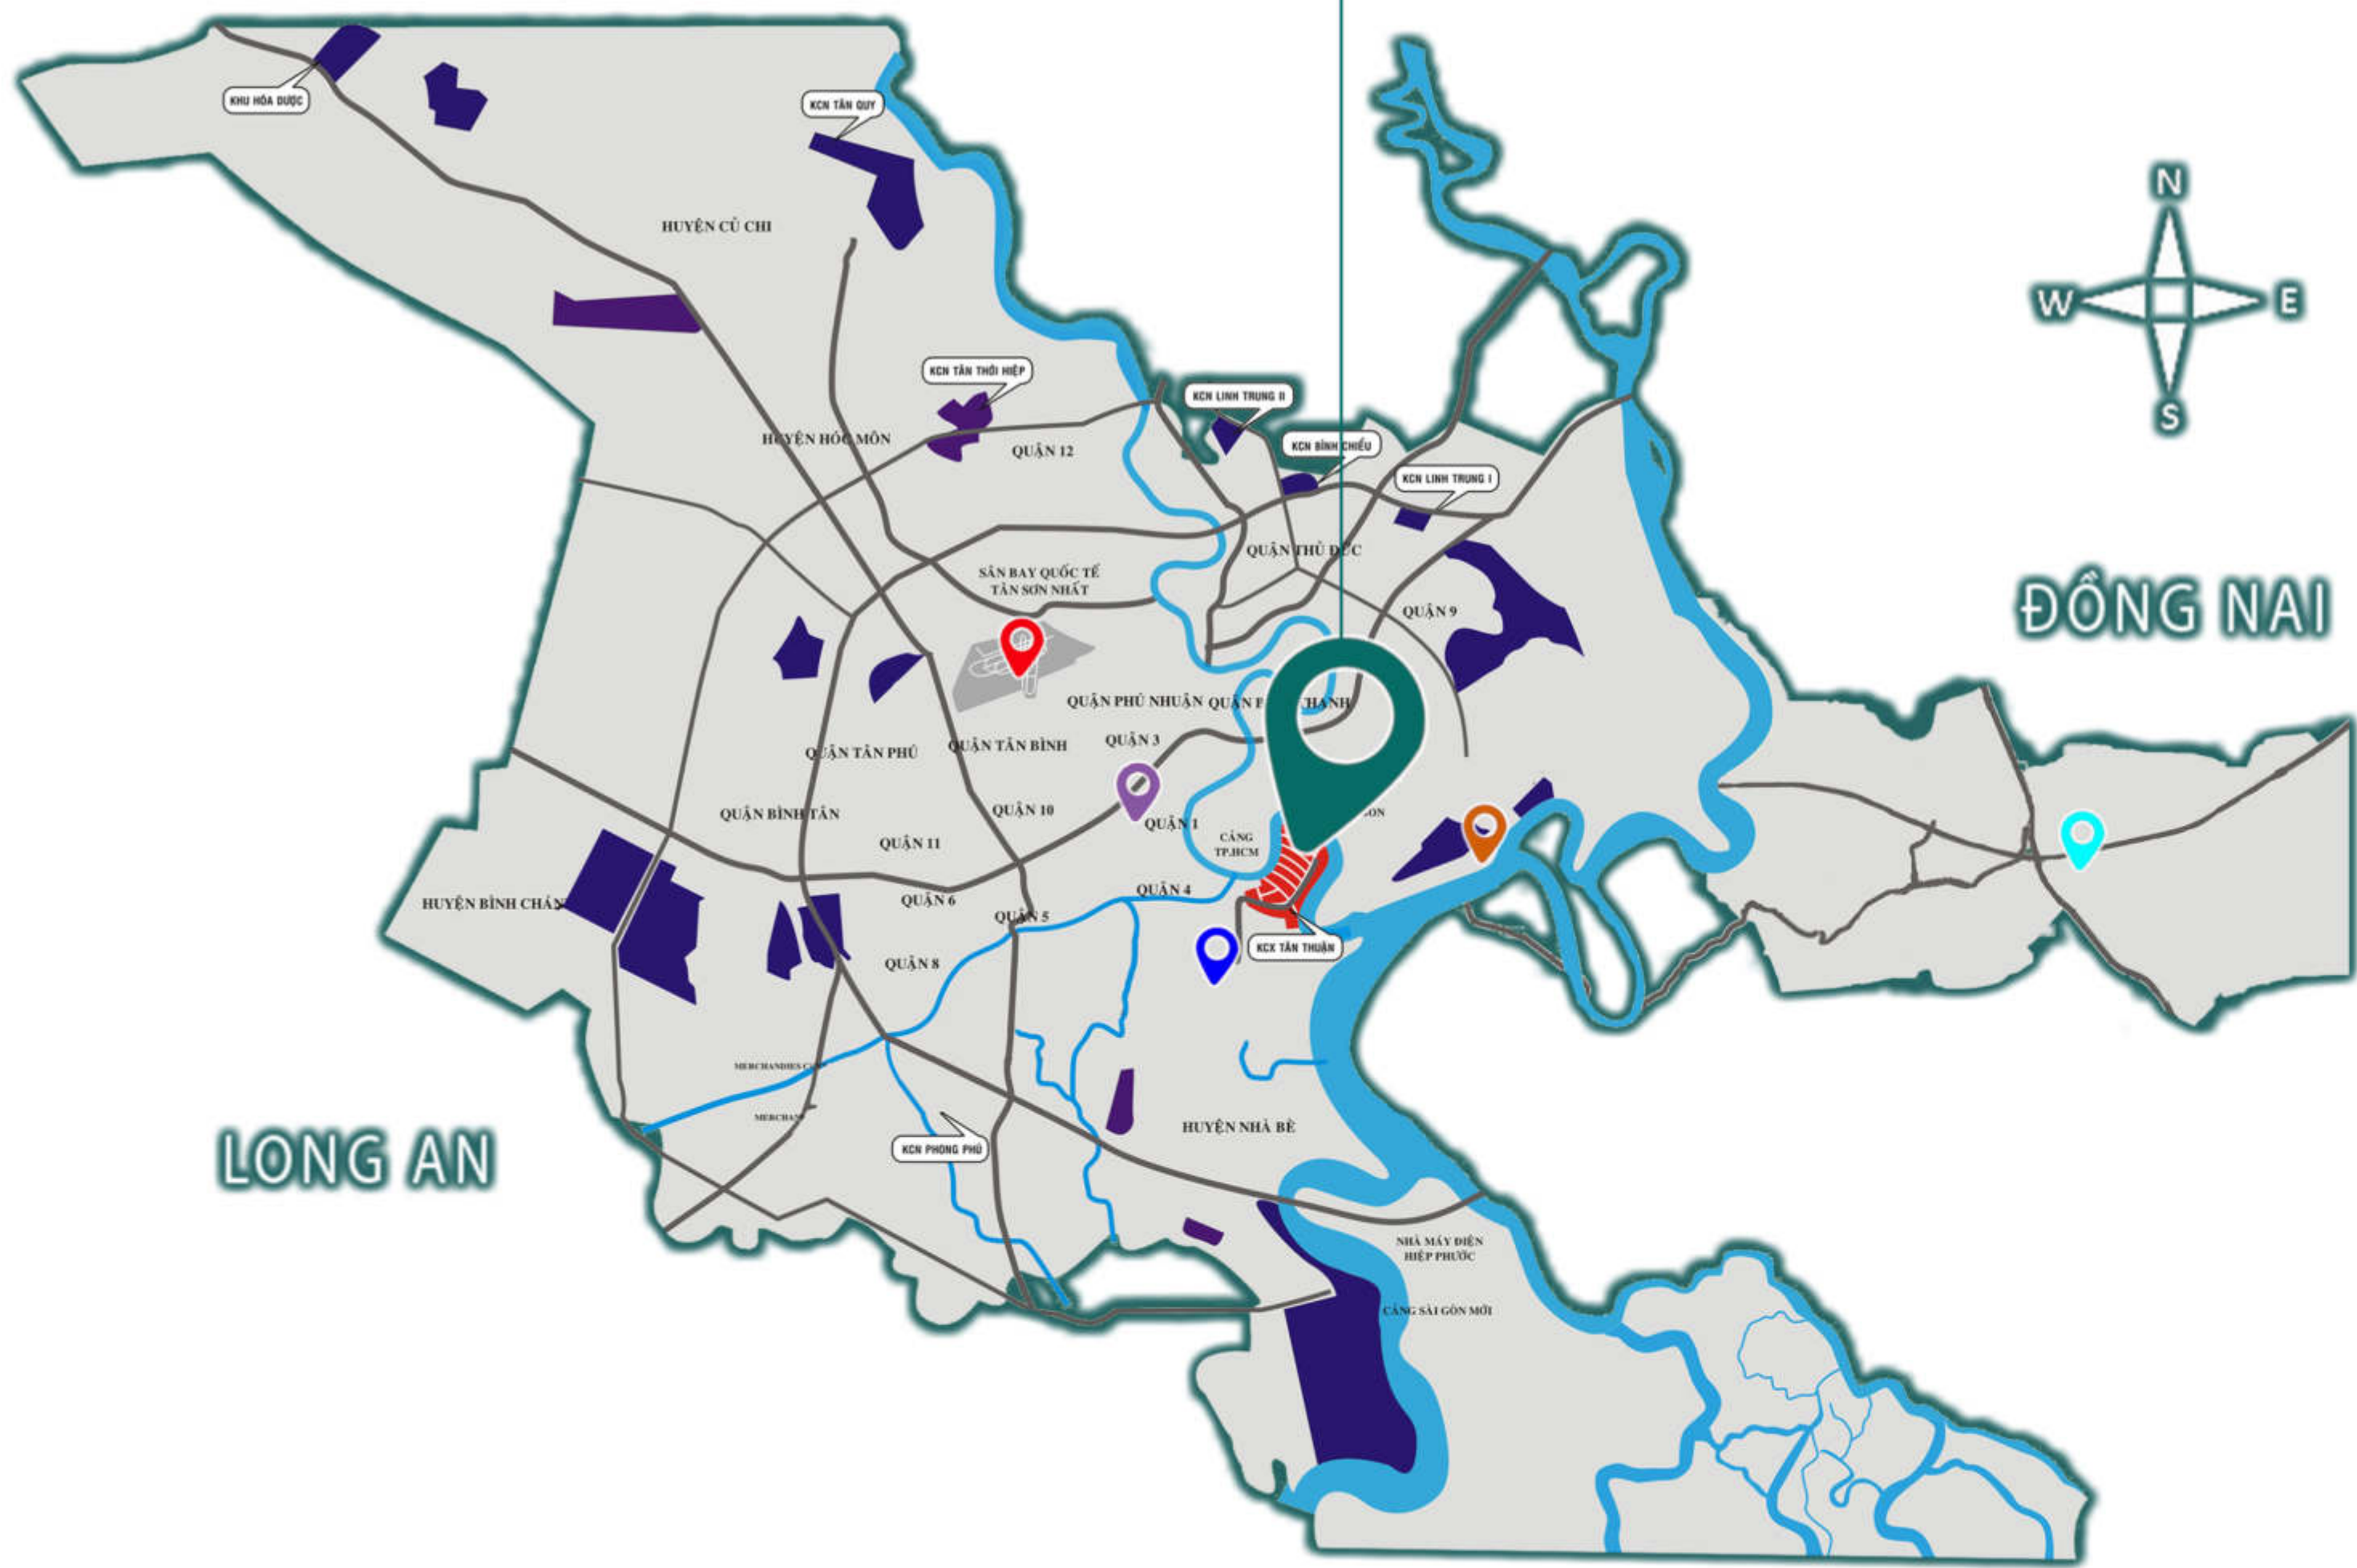 KHU HÓA DƯỢC
KCN TÂN QUY
N
HUYỆN CỦ CHI
W
E
KCN TÂN THỚI HIỆP
KCN LINH TRUNG II
S
HUYỆN HÓC MÔN
QUẬN 12
KCN BÌNH CHIỂU
KCN LINH TRUNG I
QUẬN THỦ ĐỨC
SÂN BAY QUỐC TẾ
TÂN SƠN NHẤT
QUẬN 9
ĐỒNG NAI
QUẬN PHÚ NHUẬN
QUẬN
QUẬN 3
QUẬN TÂN BÌNH
QUẬN TÂN PHÚ
QUẬN 10
QUẬN BÌNH TÂN
QUẬN 1
QUẬN 11
CẢNG
TP.HCM
QUẬN 4
QUẬN 6
HUYỆN BÌNH CHÁN
QUẬN 5
KCX TÂN THUẬN
QUẬN 8
MERCHANDIES
HUYỆN NHÀ BÈ
KCN PHONG PHÚ
LONG AN
NHÀ MÁY ĐIỆN
HIỆP PHƯỚC
CẢNG SÀI GÒN MỚI